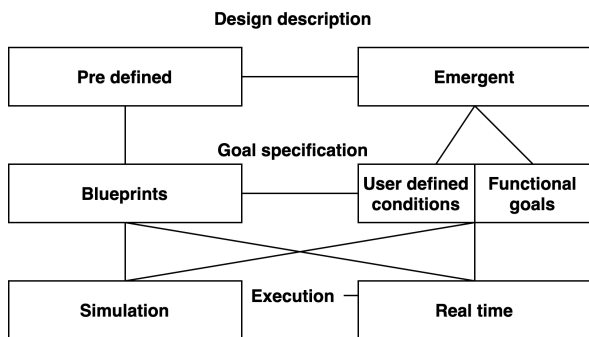 Design description
Pre defined
Emergent
Goal specification
Blueprints
User defined
conditions
Functional
goals
Simulation
Execution
Real time